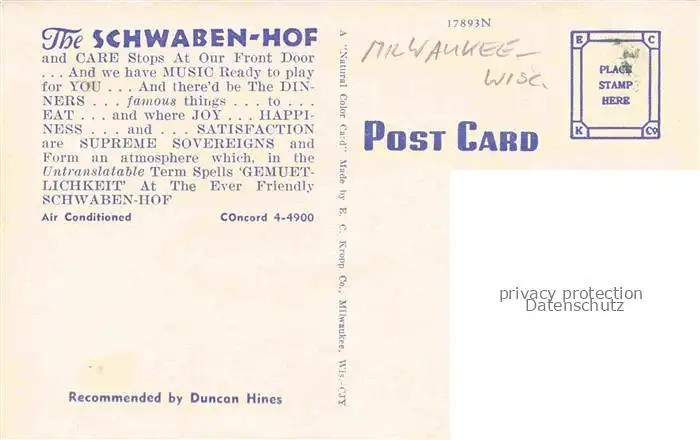 The SCHWABEN-HOF
and CARE Stops At Our Front Door
... And we have MUSIC Ready to play
for YOU ... And there'd be The DIN-
NERS ... famous things ... to ...
EAT ... and where JOY ... HAPPI-
NESS ... and ... SATISFACTION
are SUPREME SOVEREIGNS and
Form an atmosphere which, in the
Untranslatable Term Spells 'GEMUET-
LICHKEIT' At The Ever Friendly
SCHWABEN-HOF
Air Conditioned COncord 4-4900
Recommended by Duncan Hines
A "Natural Color Card" Made by E. C. Kropp Co., Milwaukee, Wis.-CJY
17893N
MILWAUKEE-
WISC.
POST CARD
E C
PLACE
STAMP
HERE
K Co
privacy protection
Datenschutz